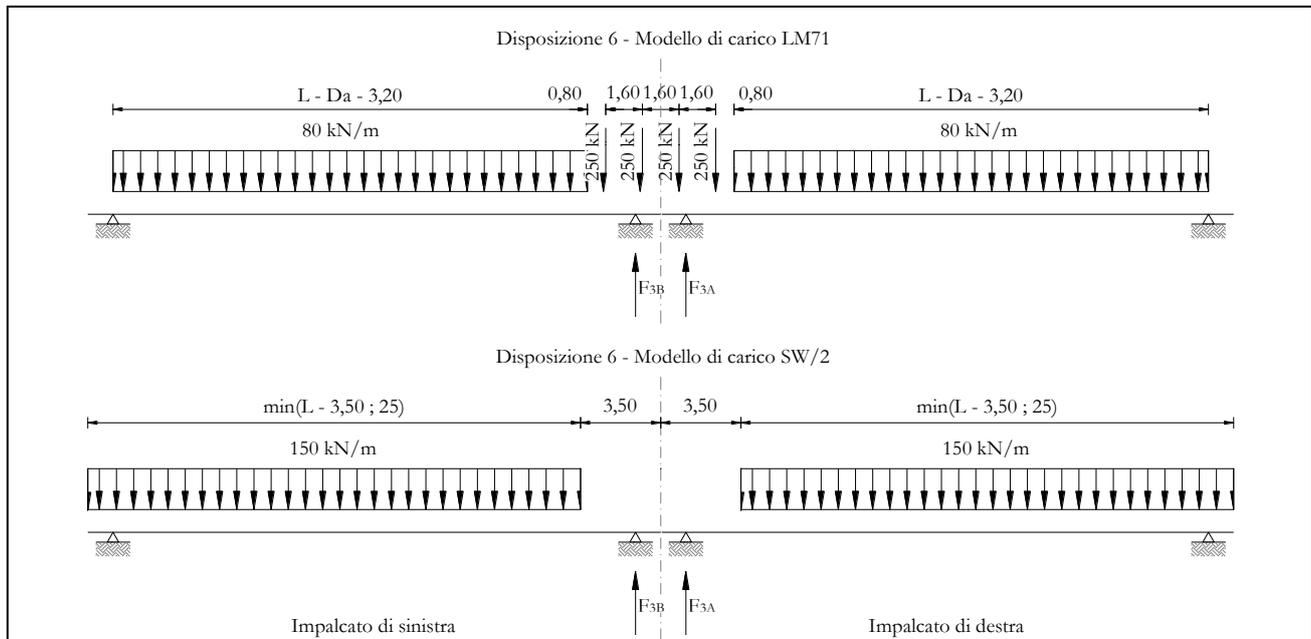 Disposizione 6 - Modello di carico LM71
L - Da - 3,20 0,80 1,60 1,60 1,60 0,80 L - Da - 3,20
80 kN/m 250 kN 250 kN 250 kN 250 kN 80 kN/m
F3B F3A
Disposizione 6 - Modello di carico SW/2
min(L - 3,50 ; 25) 3,50 3,50 min(L - 3,50 ; 25)
150 kN/m 150 kN/m
F3B F3A
Impalcato di sinistra Impalcato di destra